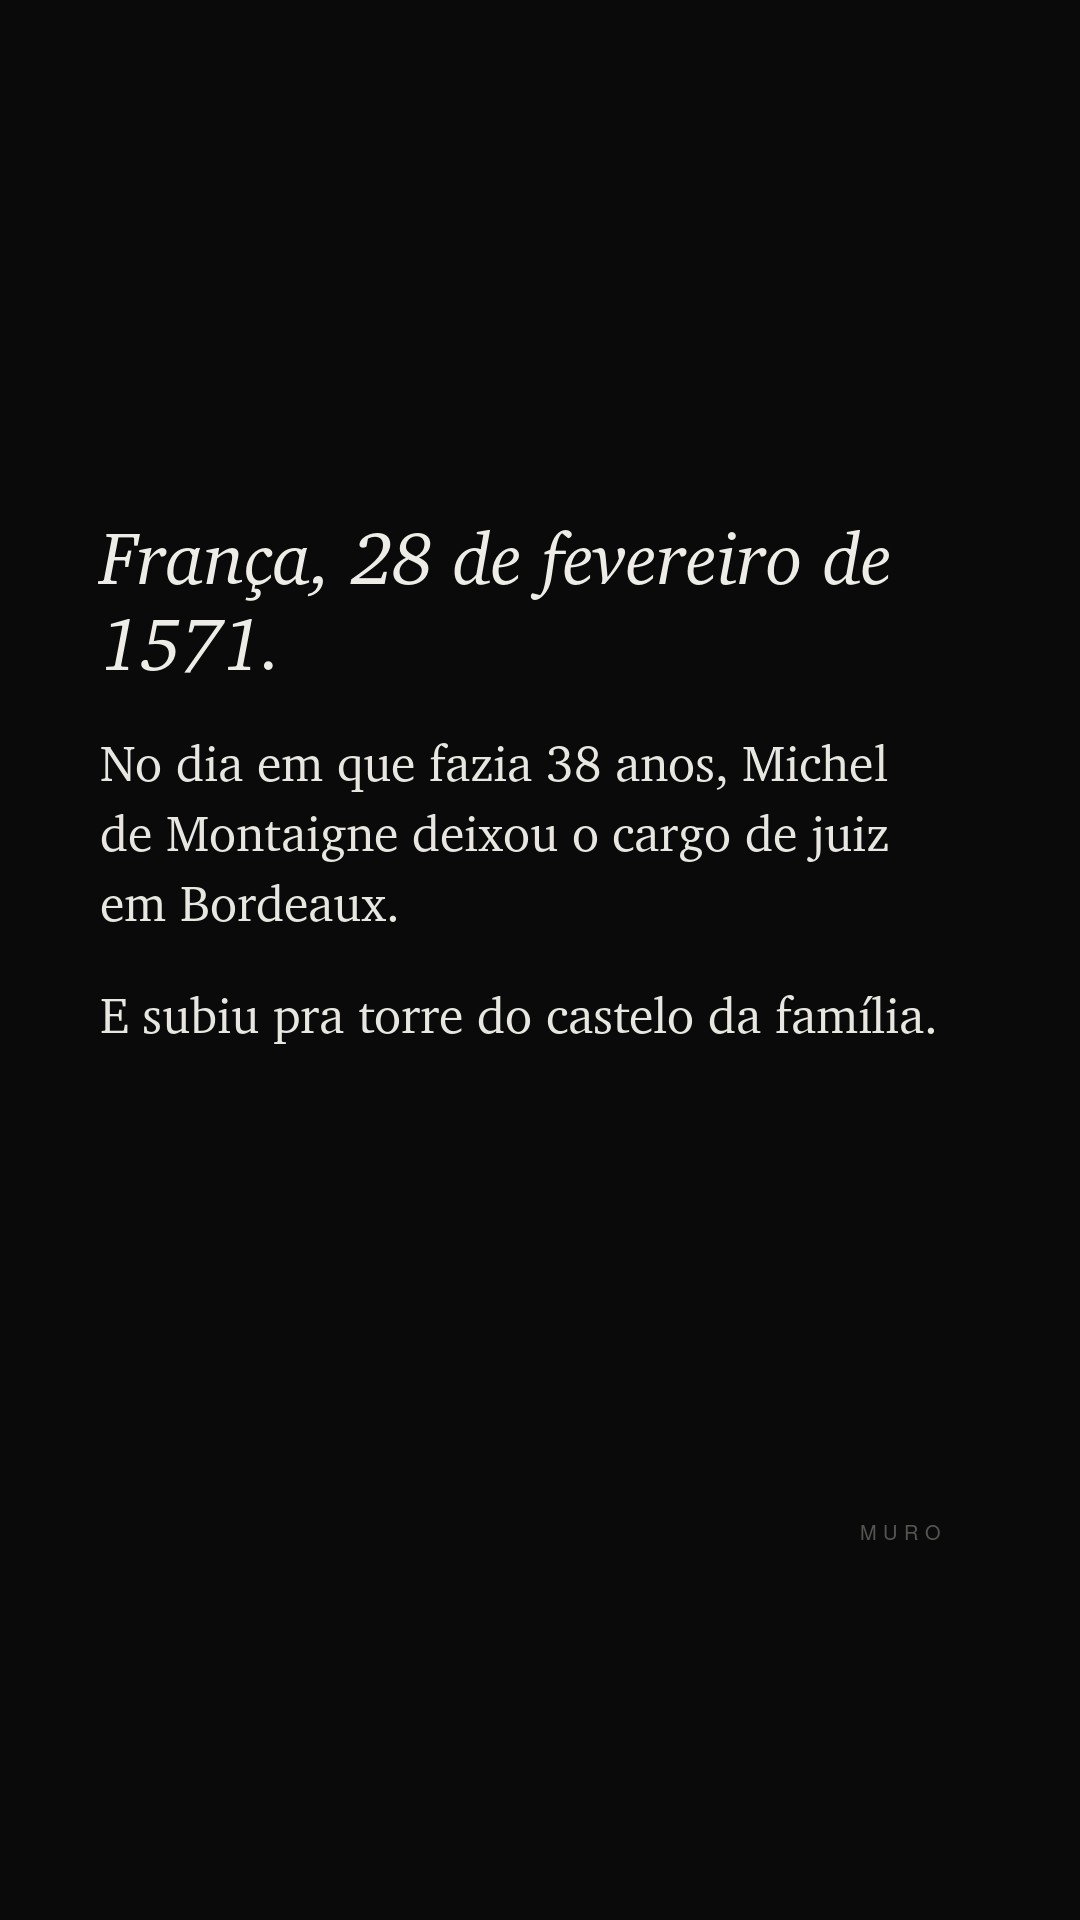 França, 28 de fevereiro de
1571.
No dia em que fazia 38 anos, Michel
de Montaigne deixou o cargo de juiz
em Bordeaux.
E subiu pra torre do castelo da família.
MURO